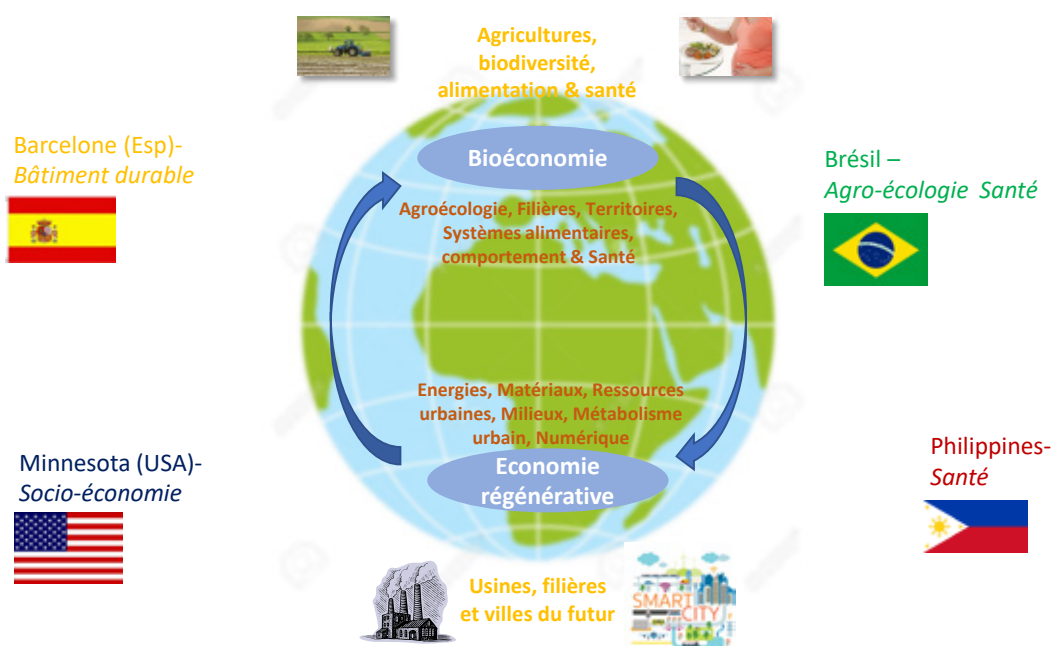 Agricultures,
biodiversité,
alimentation & santé
Barcelone (Esp)-
Bâtiment durable
Bioéconomie
Brésil –
Agro-écologie Santé
Agroécologie, Filières, Territoires,
Systèmes alimentaires,
comportement & Santé
Energies, Matériaux, Ressources
urbaines, Milieux, Métabolisme
urbain, Numérique
Minnesota (USA)-
Socio-économie
Economie
régénérative
Philippines-
Santé
Usines, filières
et villes du futur
SMART
CITY